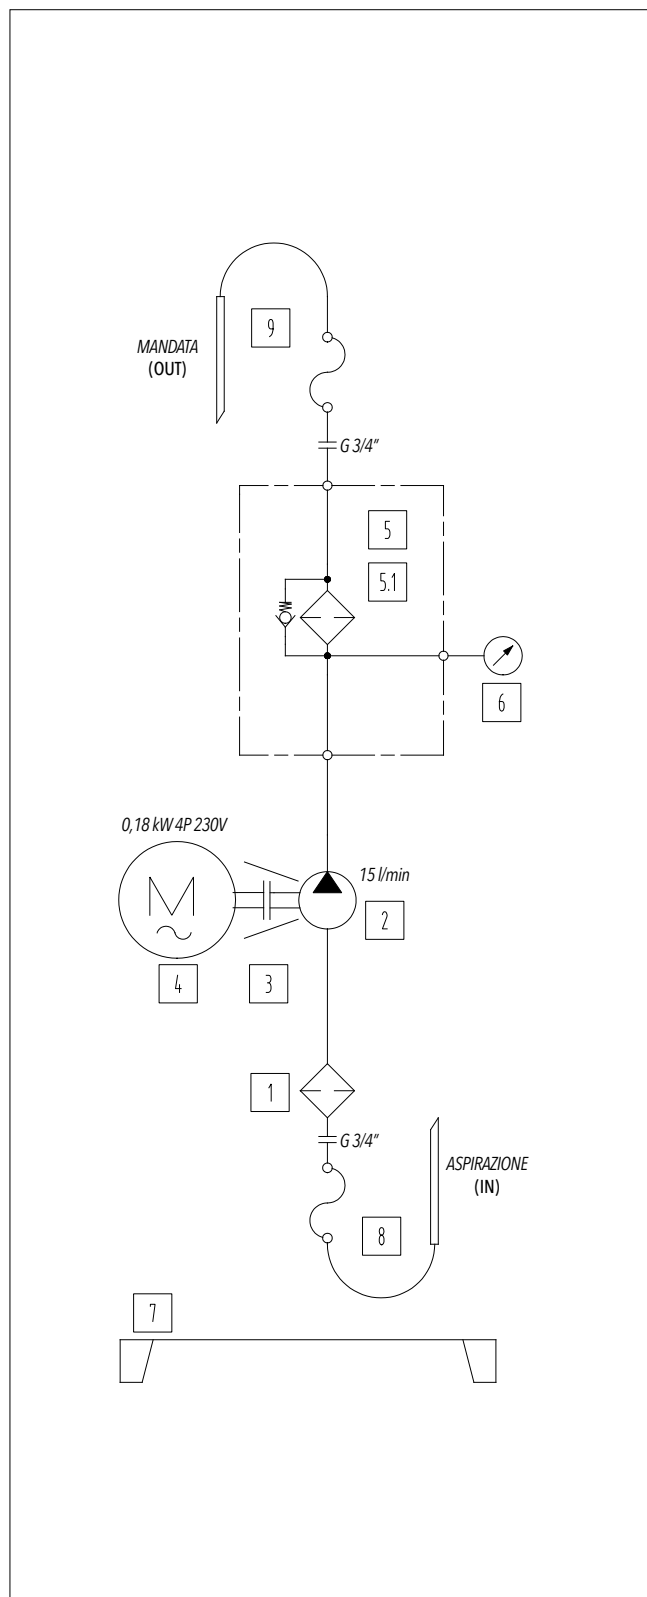 9
MANDATA
(OUT)
G 3/4"
5
5.1
6
0,18 kW 4P 230V
M
15 l/min
2
4
3
1
G 3/4"
ASPIRAZIONE
(IN)
8
7